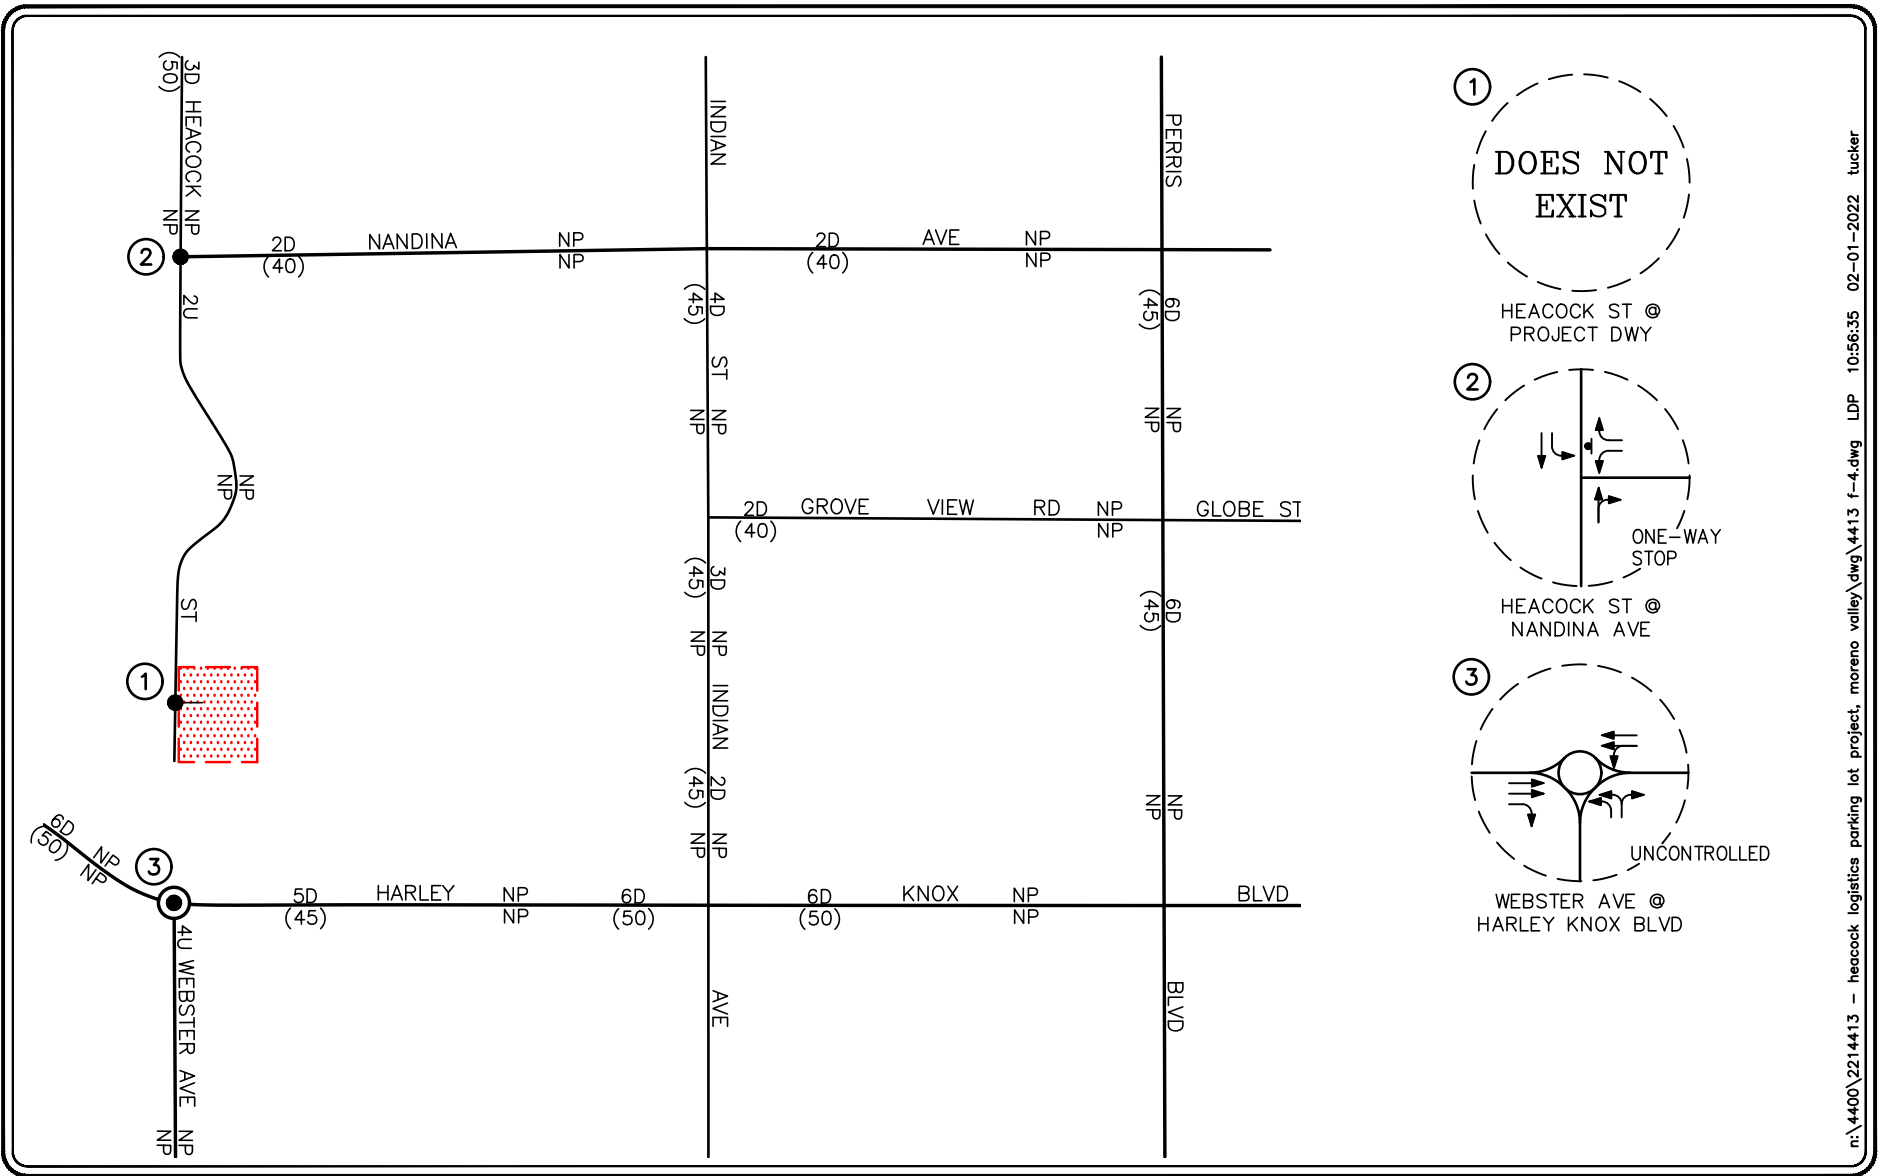 3D HEACOCK NP
(50) NP
INDIAN
PERRIS
2
2D NANDINA NP
(40) NP
2D AVE NP
(40) NP
2U
4D ST NP
(45) NP
6D NP
(45) NP
NP
NP
2D GROVE VIEW RD NP
(40) NP
GLOBE ST
ST
3D NP
(45) NP
6D
(45)
1
INDIAN
2D NP
(45) NP
NP
NP
6D NP
(50) NP
3
5D HARLEY NP 6D
(45) NP (50)
6D KNOX NP BLVD
(50) NP
4U WEBSTER AVE NP
NP
AVE
BLVD
1
DOES NOT
EXIST
HEACOCK ST @
PROJECT DWY
2
ONE-WAY
STOP
HEACOCK ST @
NANDINA AVE
3
UNCONTROLLED
WEBSTER AVE @
HARLEY KNOX BLVD
n:\4400\2214413 - heacock logistics parking lot project, moreno valley\dwg\4413 f-4.dwg LDP 10:56:35 02-01-2022 tucker